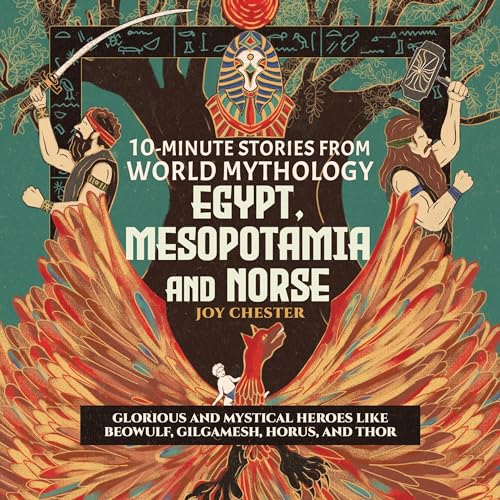 10-MINUTE STORIES FROM
WORLD MYTHOLOGY
EGYPT,
MESOPOTAMIA
AND NORSE
JOY CHESTER
GLORIOUS AND MYSTICAL HEROES LIKE
BEOWULF, GILGAMESH, HORUS, AND THOR